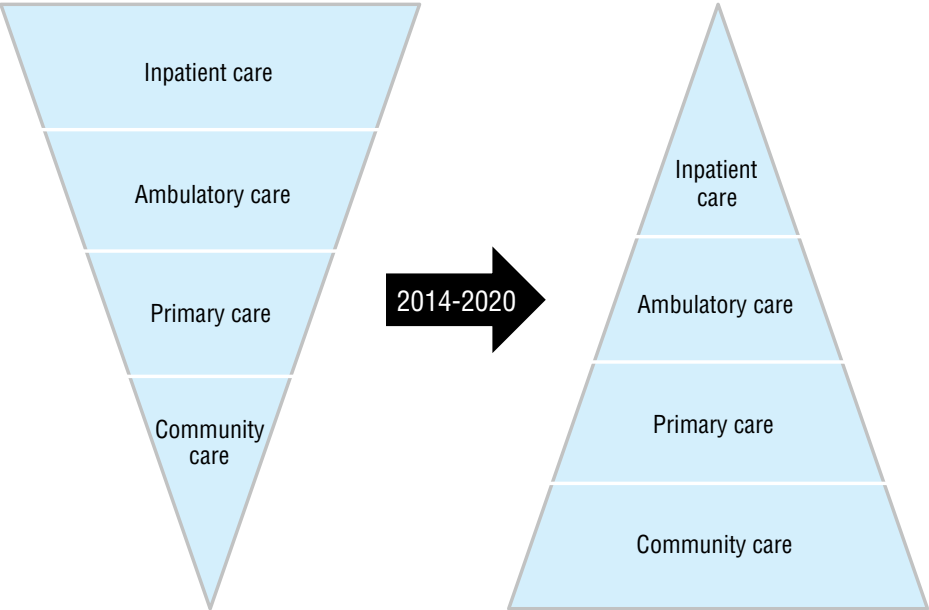 Inpatient care
Ambulatory care
Primary care
Community
care
2014-2020
Inpatient
care
Ambulatory care
Primary care
Community care